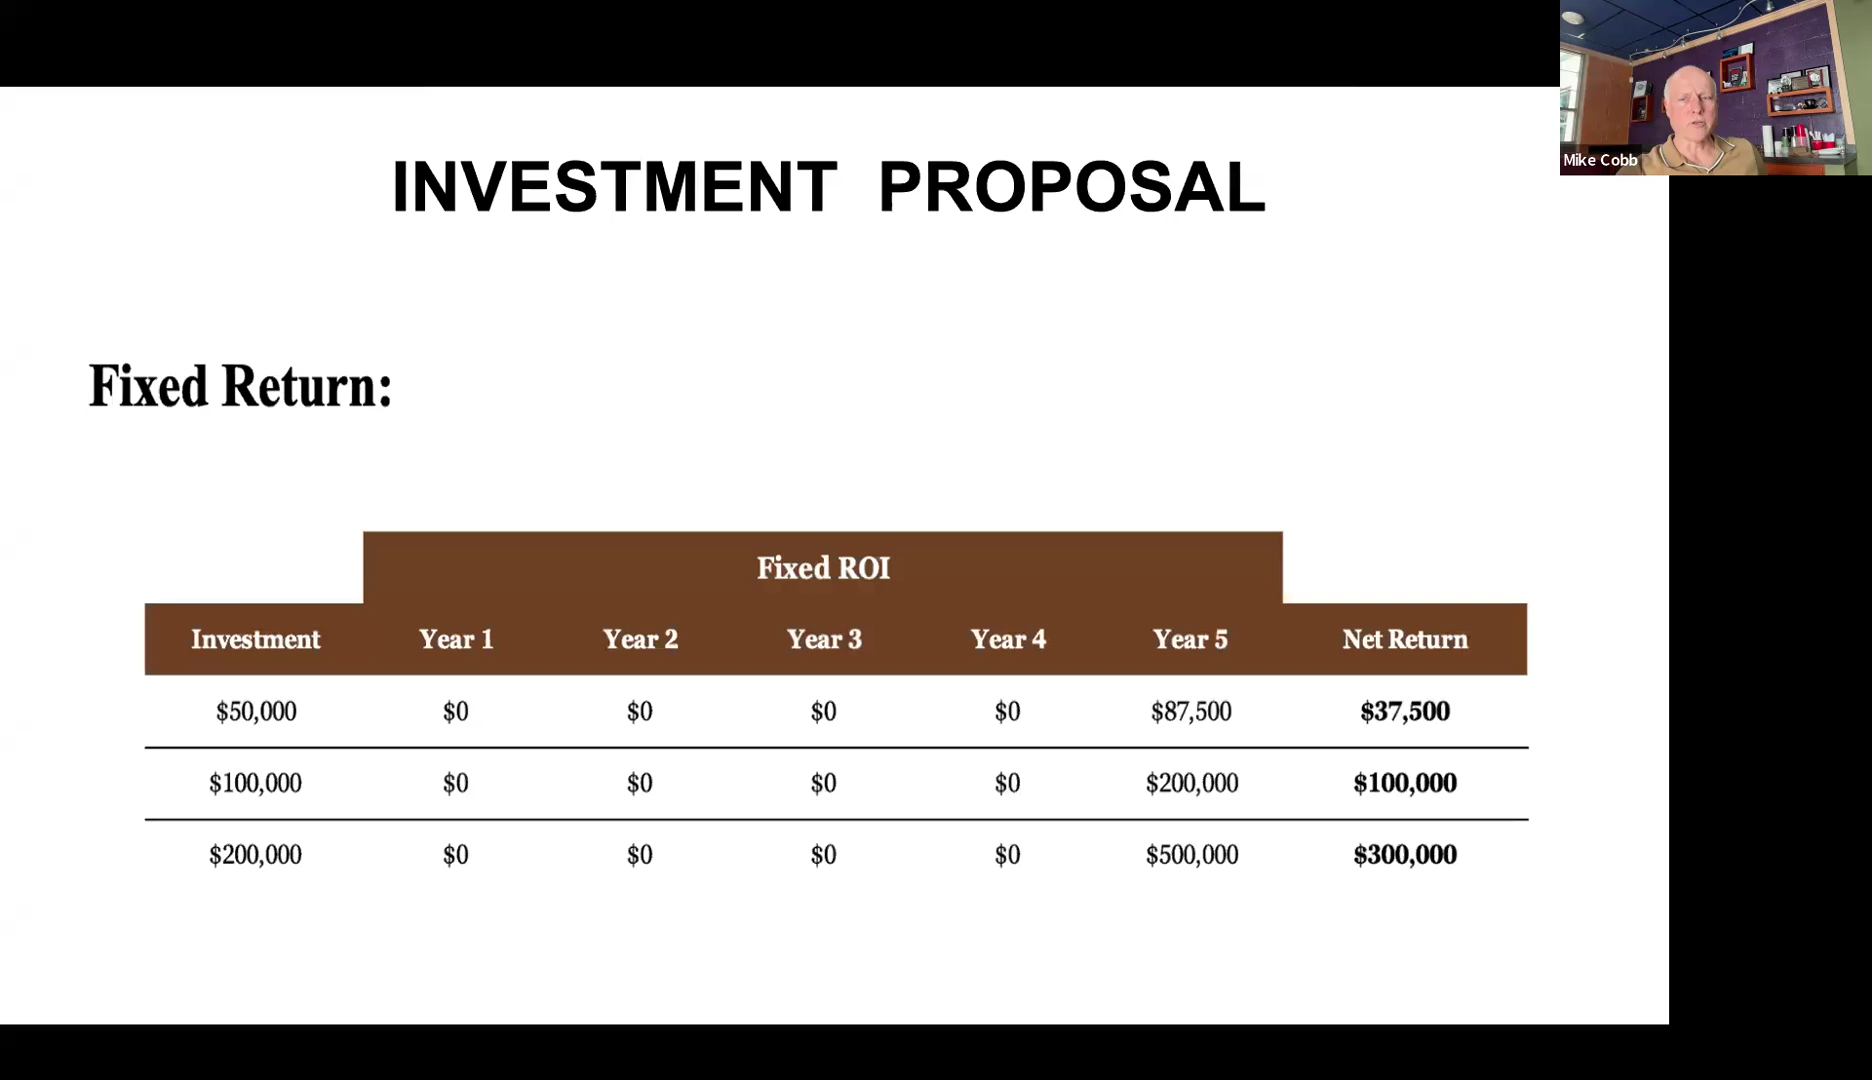 Mike Cobb
INVESTMENT PROPOSAL
Fixed Return:
Fixed ROI
Investment Year 1 Year 2 Year 3 Year 4 Year 5 Net Return
$50,000 $0 $0 $0 $0 $87,500 $37,500
$100,000 $0 $0 $0 $0 $200,000 $100,000
$200,000 $0 $0 $0 $0 $500,000 $300,000